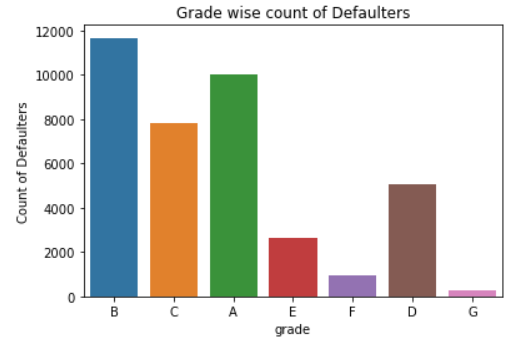 Grade wise count of Defaulters
Count of Defaulters
12000
10000
8000
6000
4000
2000
0
B C A E F D G
grade